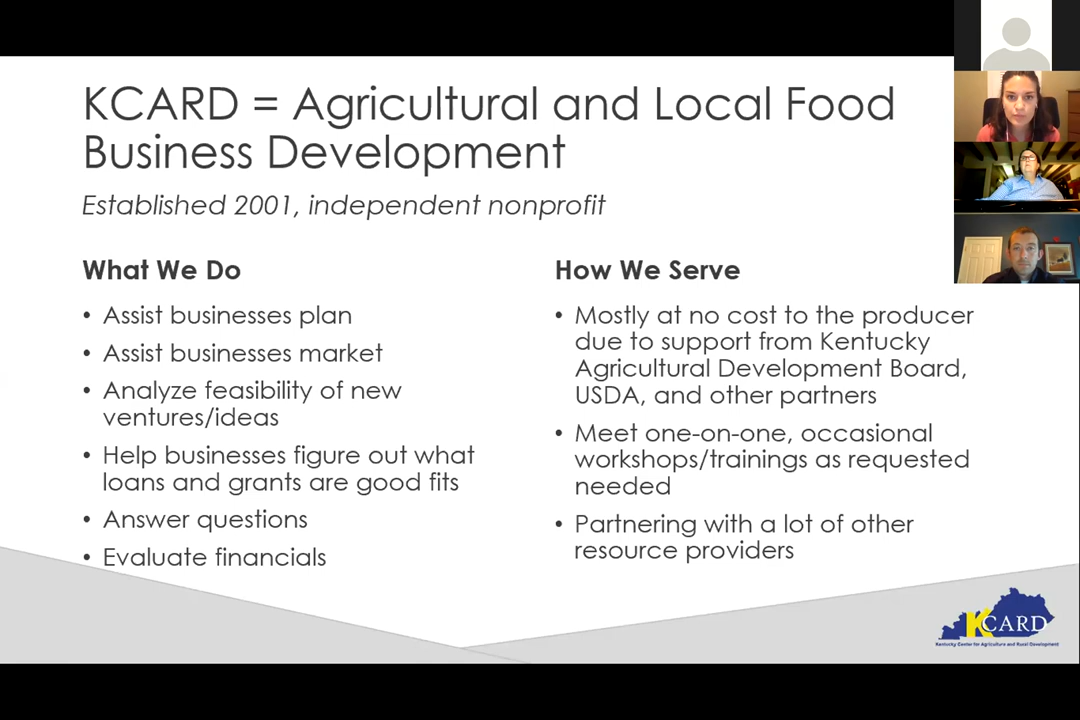 KCARD = Agricultural and Local Food
Business Development
Established 2001, independent nonprofit
What We Do
• Assist businesses plan
• Assist businesses market
• Analyze feasibility of new
ventures/ideas
• Help businesses figure out what
loans and grants are good fits
• Answer questions
• Evaluate financials
How We Serve
• Mostly at no cost to the producer
due to support from Kentucky
Agricultural Development Board,
USDA, and other partners
• Meet one-on-one, occasional
workshops/trainings as requested
needed
• Partnering with a lot of other
resource providers
KCARD
Kentucky Center for Agriculture and Rural Development